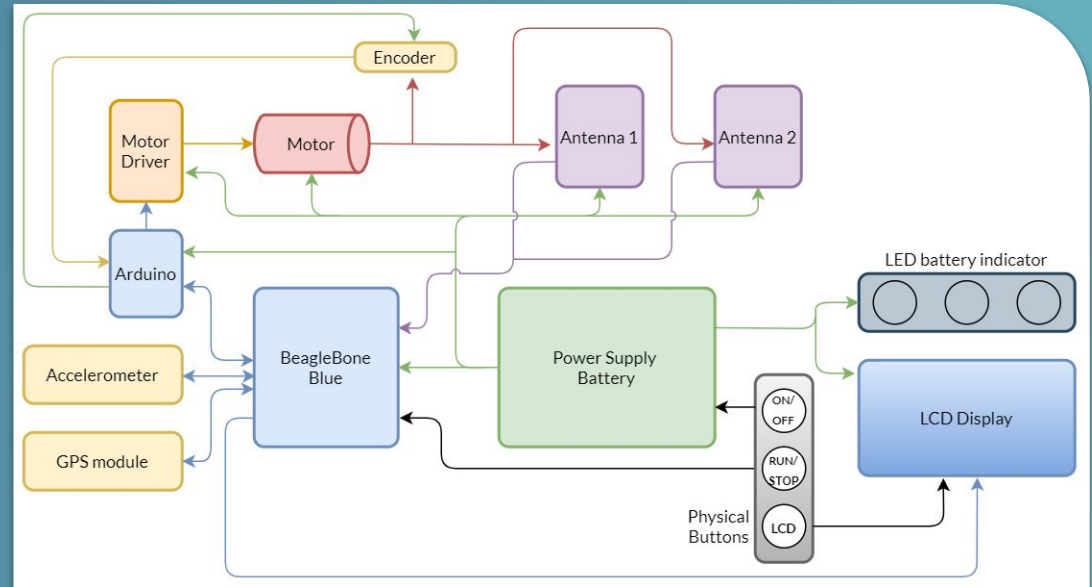 Encoder
Motor
Driver
Motor
Antenna 1
Antenna 2
Arduino
LED battery indicator
BeagleBone
Blue
Power Supply
Battery
Accelerometer
ON/
OFF
LCD Display
GPS module
RUN/
STOP
Physical
Buttons
LCD